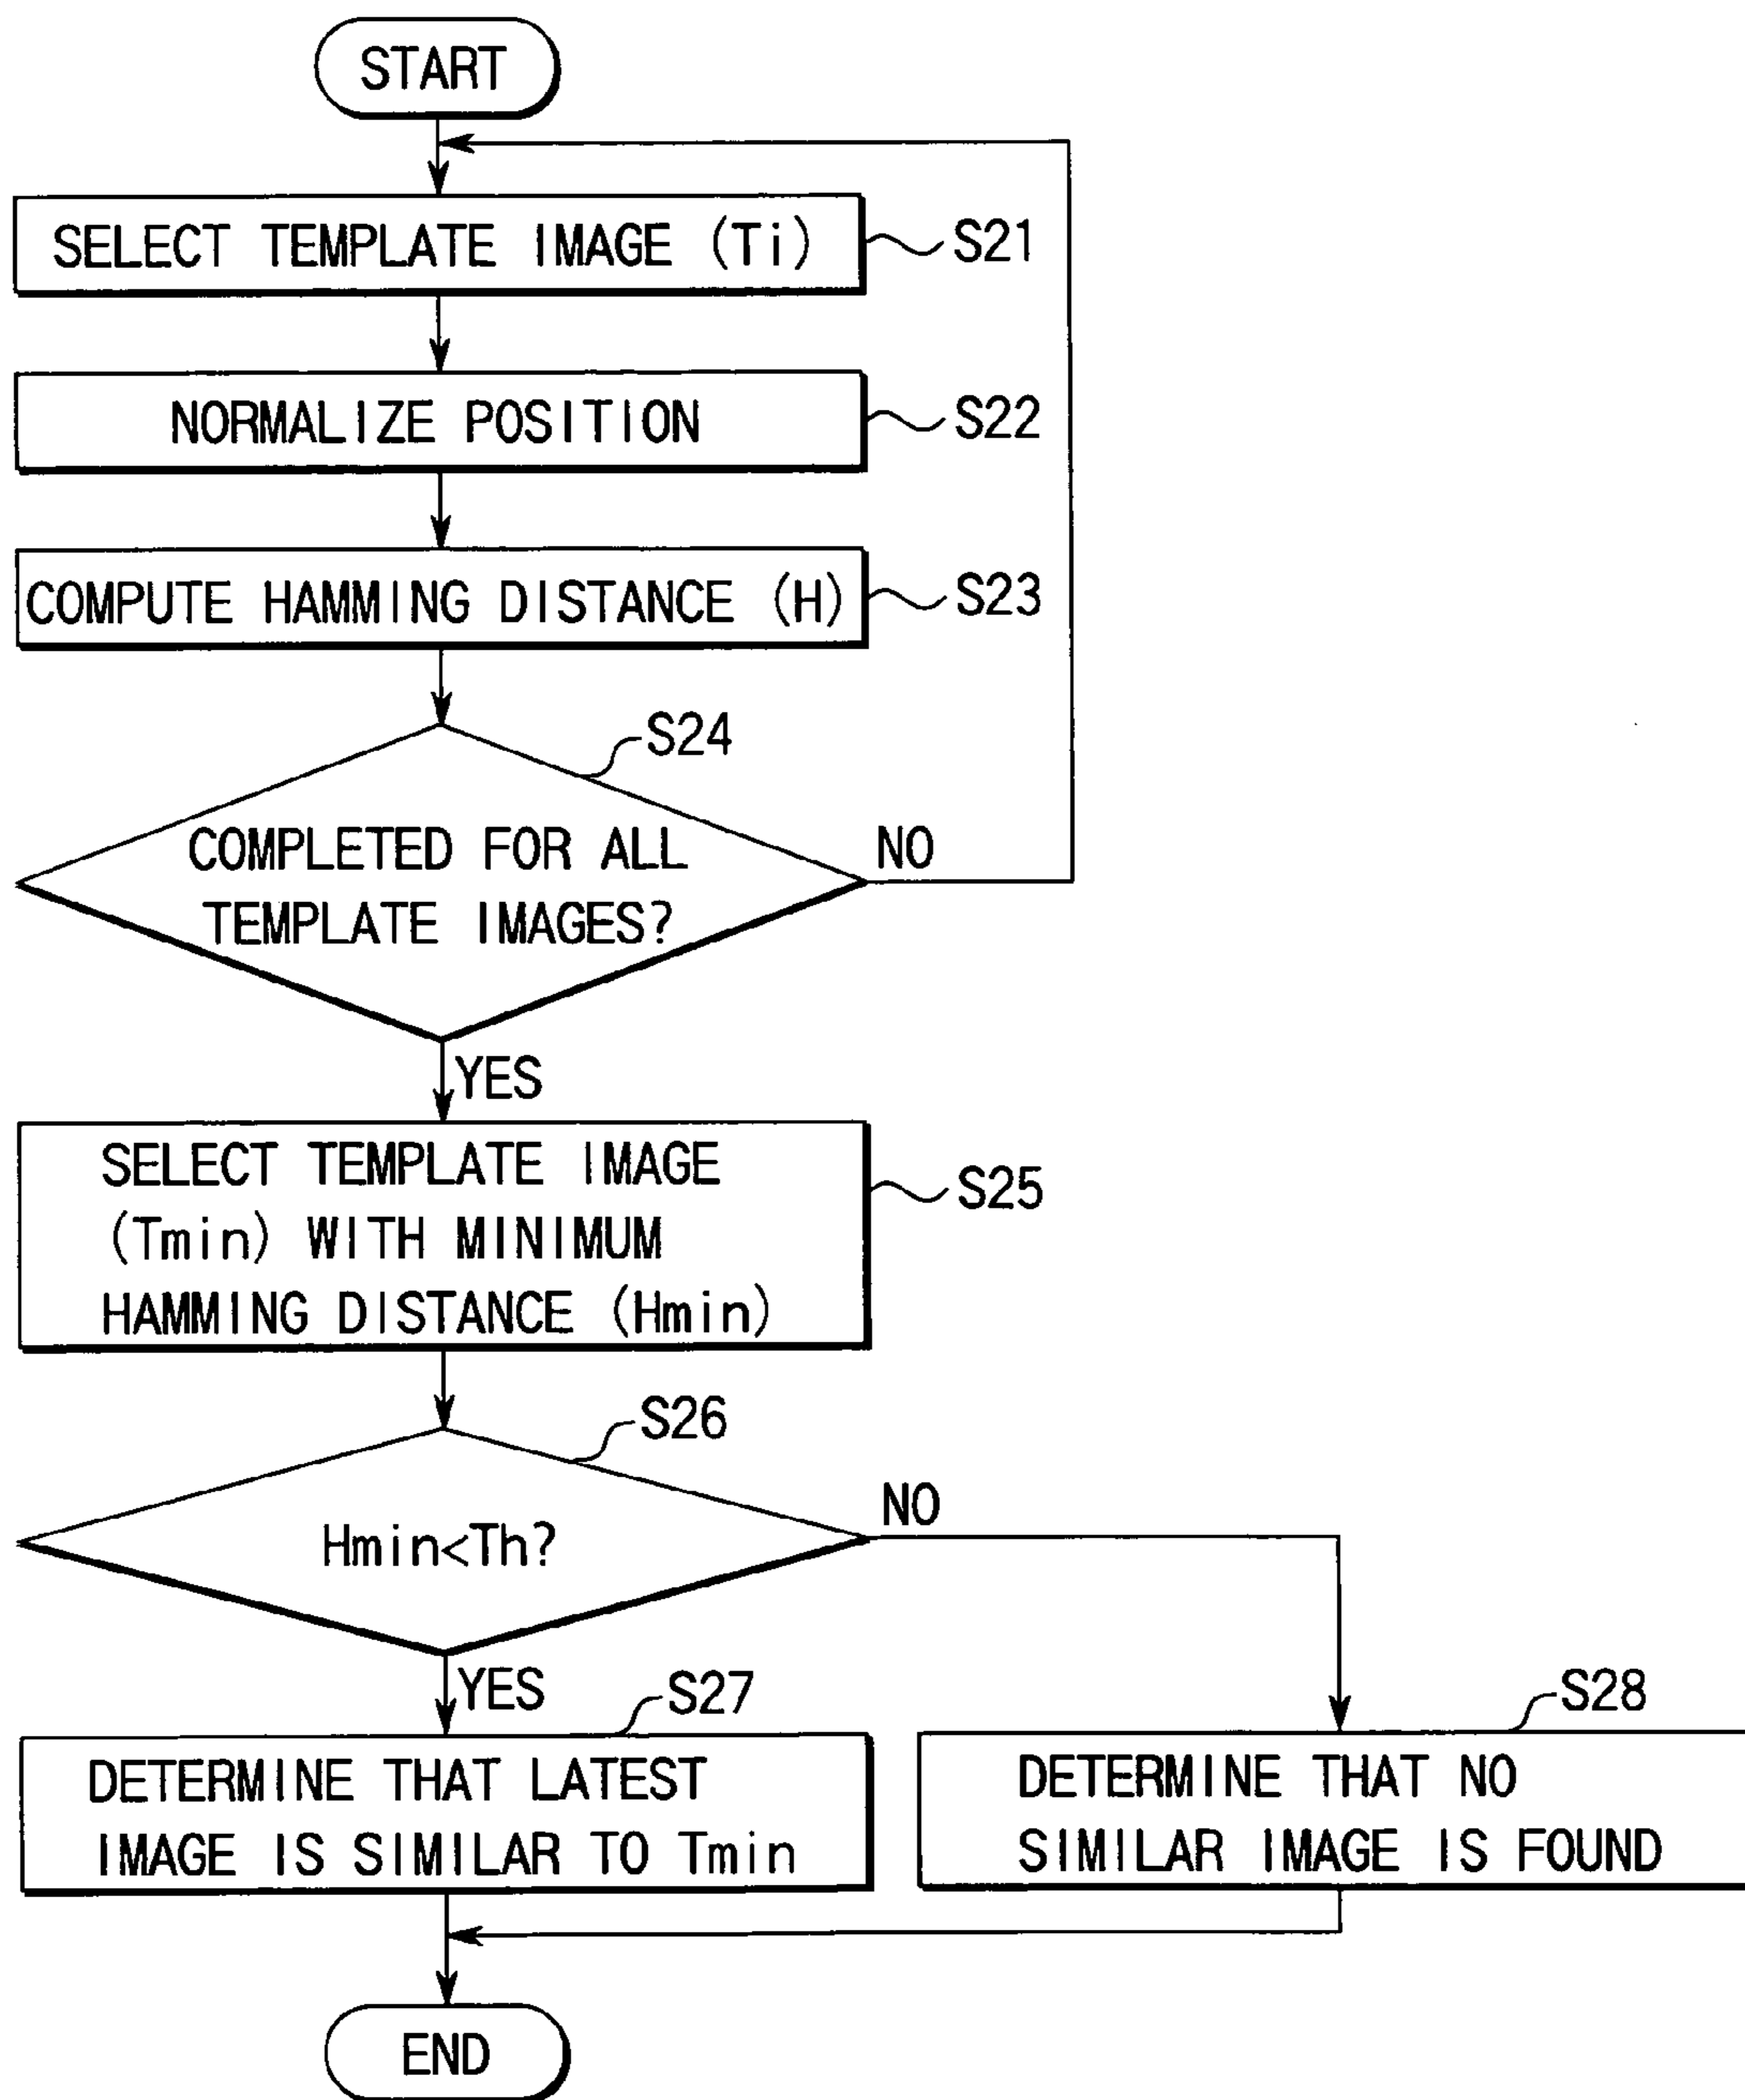 START
SELECT TEMPLATE IMAGE (Ti)
S21
NORMALIZE POSITION
S22
COMPUTE HAMMING DISTANCE (H)
S23
S24
COMPLETED FOR ALL
TEMPLATE IMAGES?
NO
YES
SELECT TEMPLATE IMAGE
(Tmin) WITH MINIMUM
HAMMING DISTANCE (Hmin)
S25
S26
Hmin<Th?
NO
YES
S27
DETERMINE THAT LATEST
IMAGE IS SIMILAR TO Tmin
S28
DETERMINE THAT NO
SIMILAR IMAGE IS FOUND
END